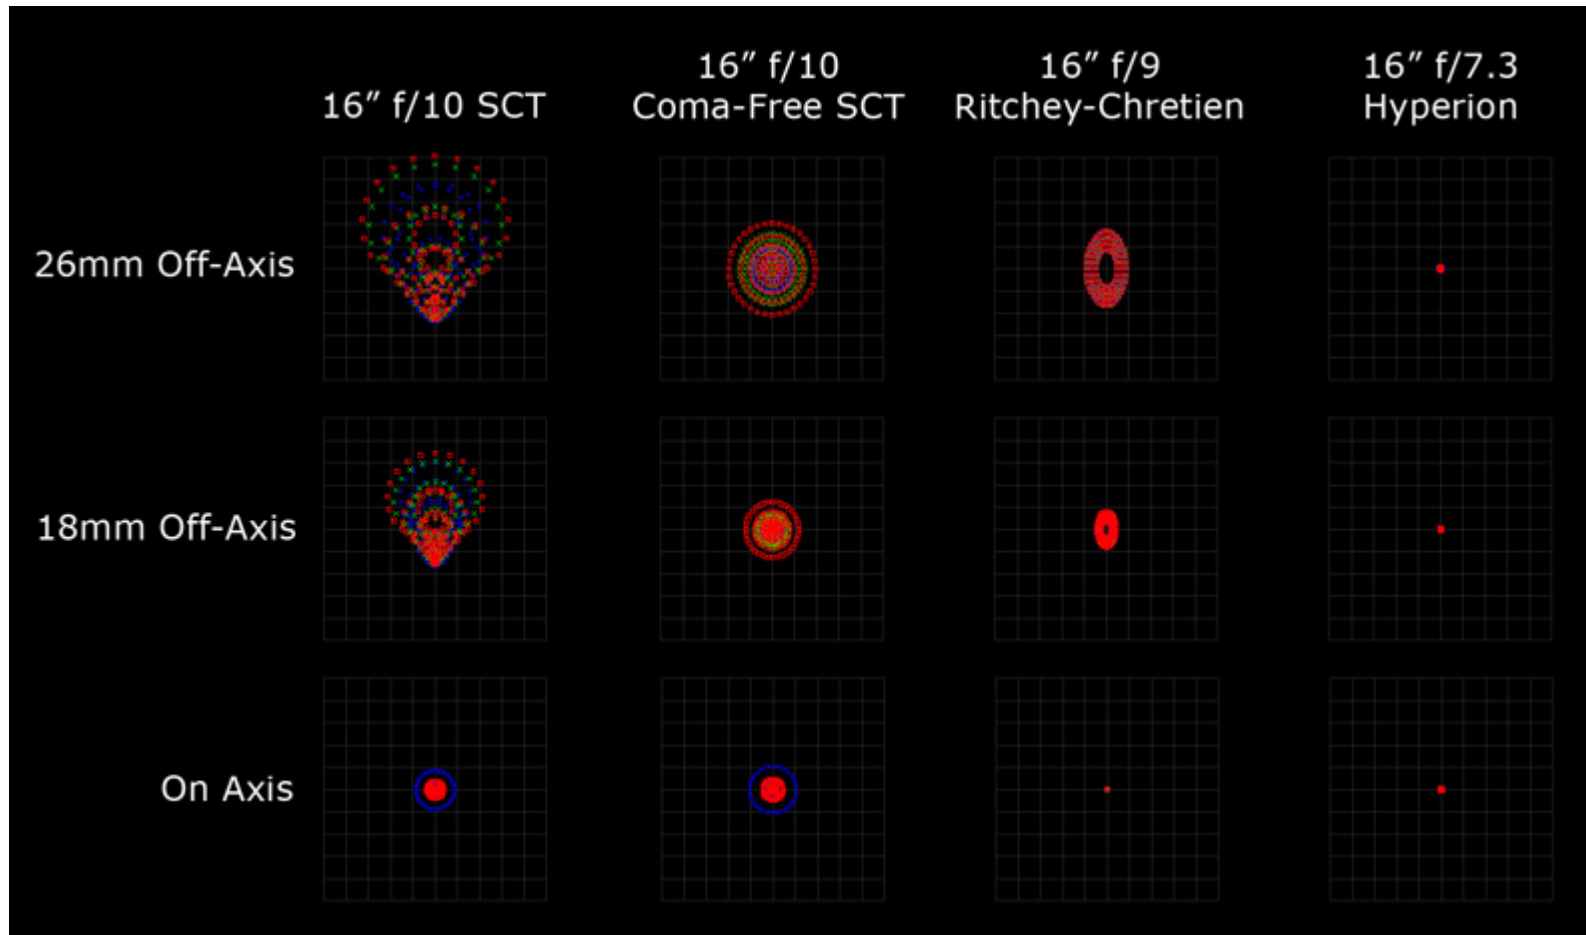 16” f/10 SCT
16” f/10
Coma-Free SCT
16” f/9
Ritchey-Chretien
16” f/7.3
Hyperion
26mm Off-Axis
18mm Off-Axis
On Axis